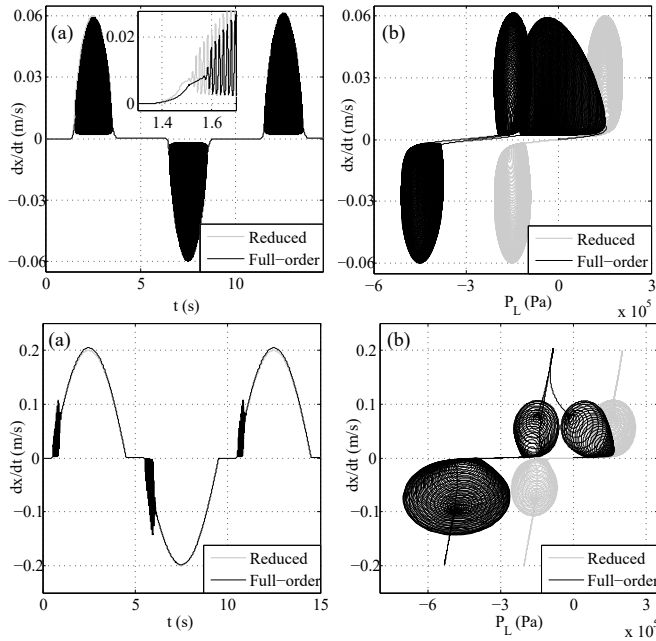 (a)
0.06
0.03
0
−0.03
−0.06
dx/dt (m/s)
0.02
0
1.4
1.6
Reduced
Full−order
0
5
10
t (s)
(b)
0.06
0.03
0
−0.03
−0.06
dx/dt (m/s)
Reduced
Full−order
−6
−3
0
3
P_L (Pa)
x 10^5
(a)
0.2
0.1
0
−0.1
−0.2
dx/dt (m/s)
Reduced
Full−order
0
5
10
15
t (s)
(b)
0.2
0.1
0
−0.1
−0.2
dx/dt (m/s)
Reduced
Full−order
−6
−3
0
3
P_L (Pa)